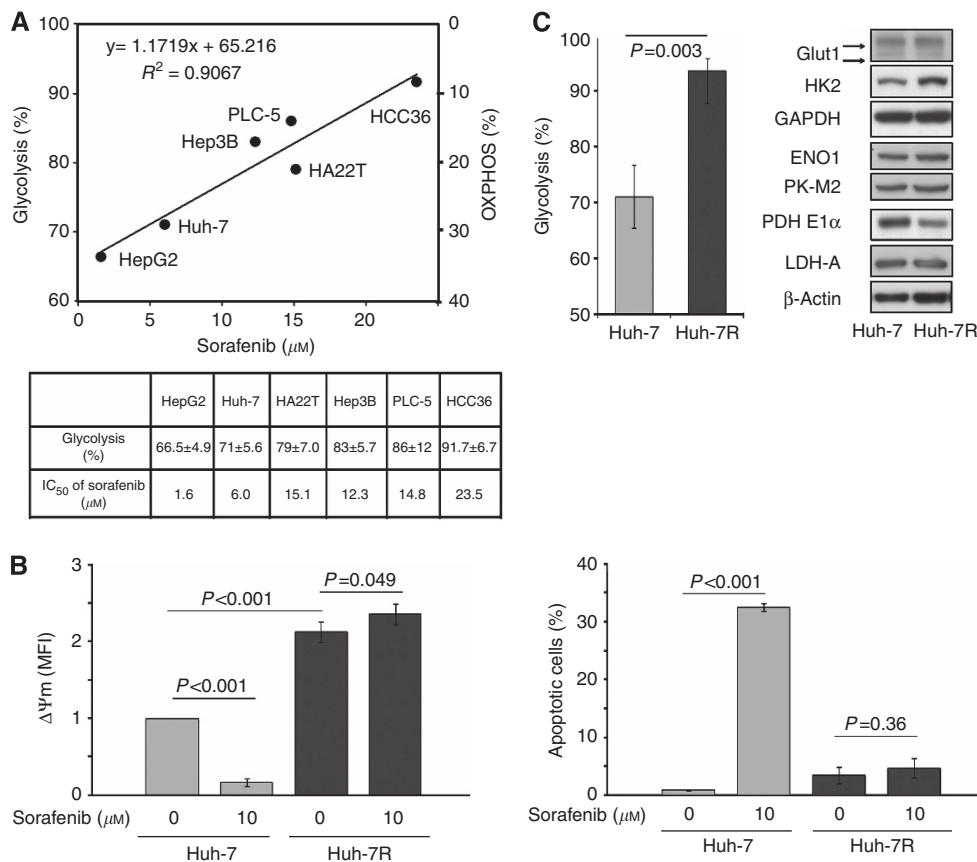 A
y= 1.1719x + 65.216
R² = 0.9067
Glycolysis (%)
100
90
80
70
60
0
5
10
15
20
25
Sorafenib (μM)
0
10
20
30
40
OXPHOS (%)
HepG2
Huh-7
Hep3B
PLC-5
HA22T
HCC36
HepG2 Huh-7 HA22T Hep3B PLC-5 HCC36
Glycolysis (%) 66.5±4.9 71±5.6 79±7.0 83±5.7 86±12 91.7±6.7
IC50 of sorafenib (μM) 1.6 6.0 15.1 12.3 14.8 23.5
C
Glycolysis (%)
100
90
80
70
60
50
P=0.003
Huh-7 Huh-7R
Glut1
HK2
GAPDH
ENO1
PK-M2
PDH E1α
LDH-A
β-Actin
Huh-7 Huh-7R
B
ΔΨm (MFI)
3
2
1
0
P<0.001
P<0.001
P=0.049
Sorafenib (μM) 0 10 0 10
Huh-7 Huh-7R
Apoptotic cells (%)
40
30
20
10
0
P<0.001
P=0.36
Sorafenib (μM) 0 10 0 10
Huh-7 Huh-7R